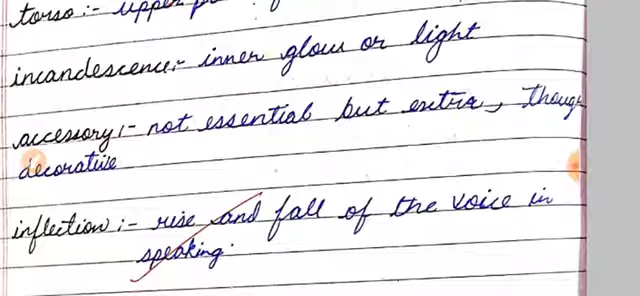 torso :- upper
incandescence :- inner glow or light
accessory :- not essential but extra, though
decorative
inflection :- rise and fall of the voice in
speaking.